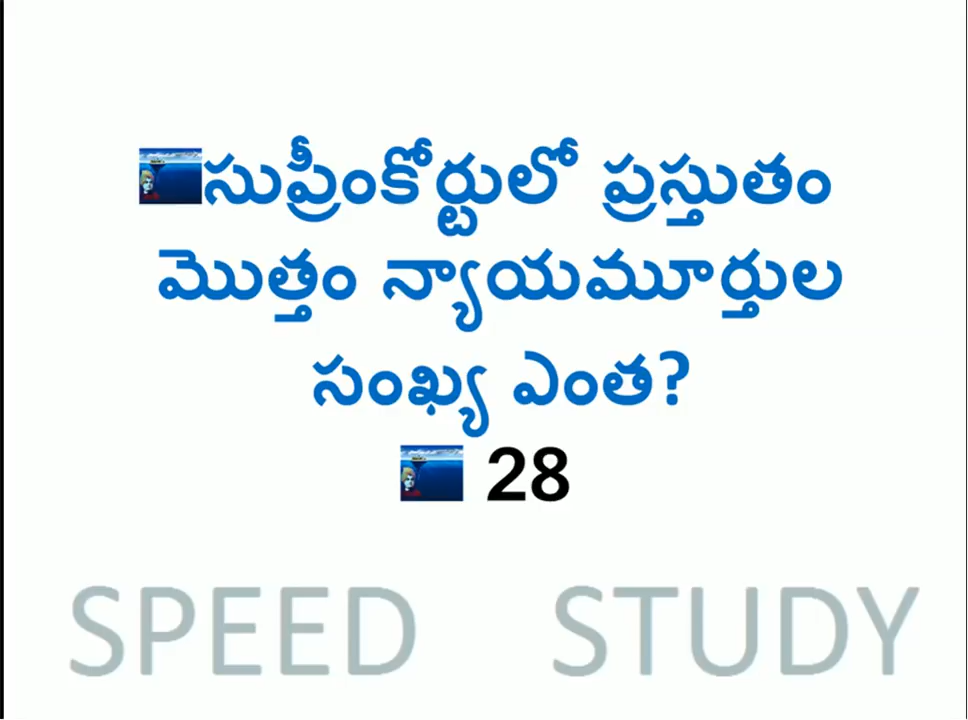 సుప్రీంకోర్టులో ప్రస్తుతం
మొత్తం న్యాయమూర్తుల
సంఖ్య ఎంత?
28
SPEED STUDY